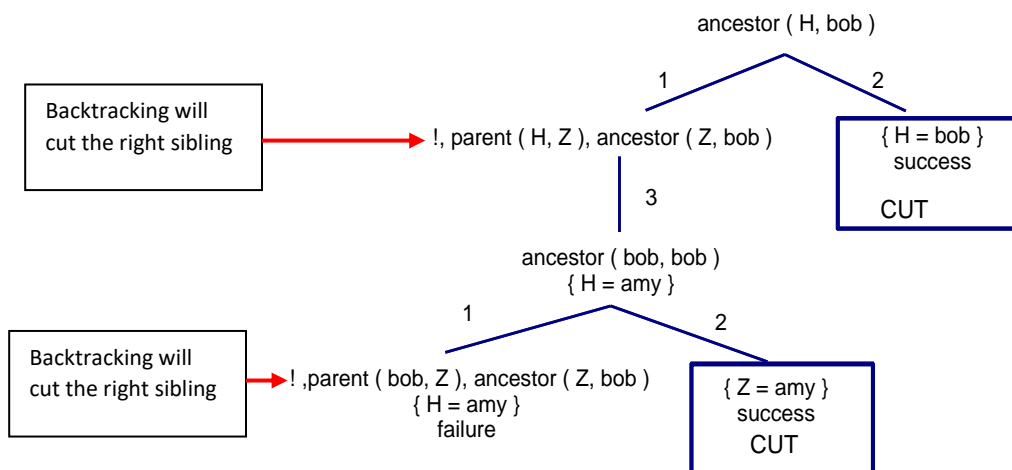 ancestor ( H, bob )
1
2
Backtracking will
cut the right sibling
!, parent ( H, Z ), ancestor ( Z, bob )
{ H = bob }
success
CUT
3
ancestor ( bob, bob )
{ H = amy }
1
2
Backtracking will
cut the right sibling
! ,parent ( bob, Z ), ancestor ( Z, bob )
{ H = amy }
failure
{ Z = amy }
success
CUT